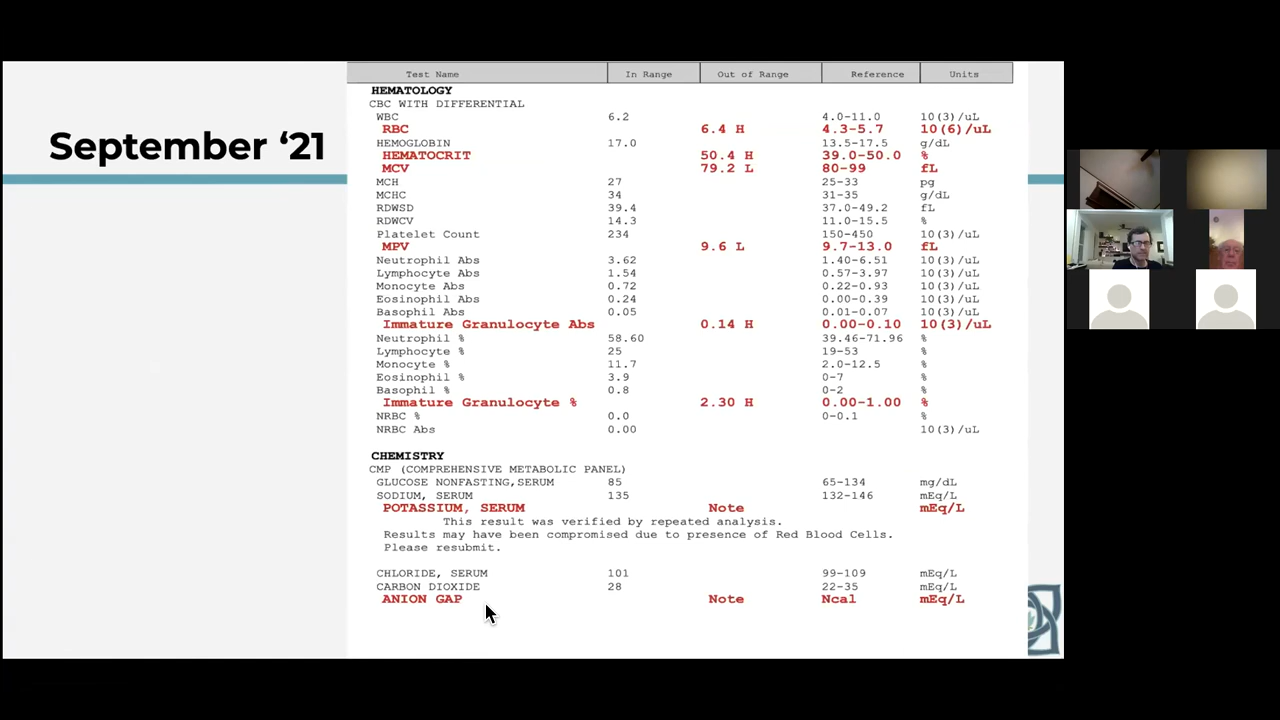 September ‘21
Test Name In Range Out of Range Reference Units
HEMATOLOGY
CBC WITH DIFFERENTIAL
WBC 6.2 4.0-11.0 10(3)/uL
RBC 6.4 H 4.3-5.7 10(6)/uL
HEMOGLOBIN 17.0 13.5-17.5 g/dL
HEMATOCRIT 50.4 H 39.0-50.0 %
MCV 79.2 L 80-99 fL
MCH 27 25-33 pg
MCHC 34 31-35 g/dL
RDWSD 39.4 37.0-49.2 fL
RDWCV 14.3 11.0-15.5 %
Platelet Count 234 150-450 10(3)/uL
MPV 9.6 L 9.7-13.0 fL
Neutrophil Abs 3.62 1.40-6.51 10(3)/uL
Lymphocyte Abs 1.54 0.57-3.97 10(3)/uL
Monocyte Abs 0.72 0.22-0.93 10(3)/uL
Eosinophil Abs 0.24 0.00-0.39 10(3)/uL
Basophil Abs 0.05 0.01-0.07 10(3)/uL
Immature Granulocyte Abs 0.14 H 0.00-0.10 10(3)/uL
Neutrophil % 58.60 39.46-71.96 %
Lymphocyte % 25 19-53 %
Monocyte % 11.7 2.0-12.5 %
Eosinophil % 3.9 0-7 %
Basophil % 0.8 0-2 %
Immature Granulocyte % 2.30 H 0.00-1.00 %
NRBC % 0.0 0-0.1 %
NRBC Abs 0.00 10(3)/uL
CHEMISTRY
CMP (COMPREHENSIVE METABOLIC PANEL)
GLUCOSE NONFASTING,SERUM 85 65-134 mg/dL
SODIUM, SERUM 135 132-146 mEq/L
POTASSIUM, SERUM Note mEq/L
This result was verified by repeated analysis.
Results may have been compromised due to presence of Red Blood Cells.
Please resubmit.
CHLORIDE, SERUM 101 99-109 mEq/L
CARBON DIOXIDE 28 22-35 mEq/L
ANION GAP Note Ncal mEq/L